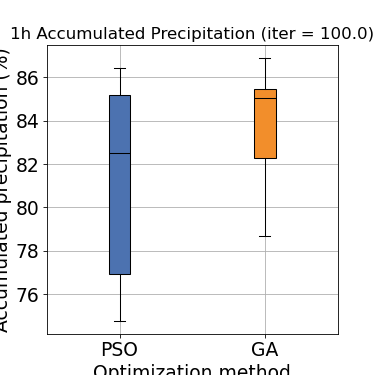 1h Accumulated Precipitation (iter = 100.0)
Accumulated precipitation (%)
86
84
82
80
78
76
PSO GA
Optimization method